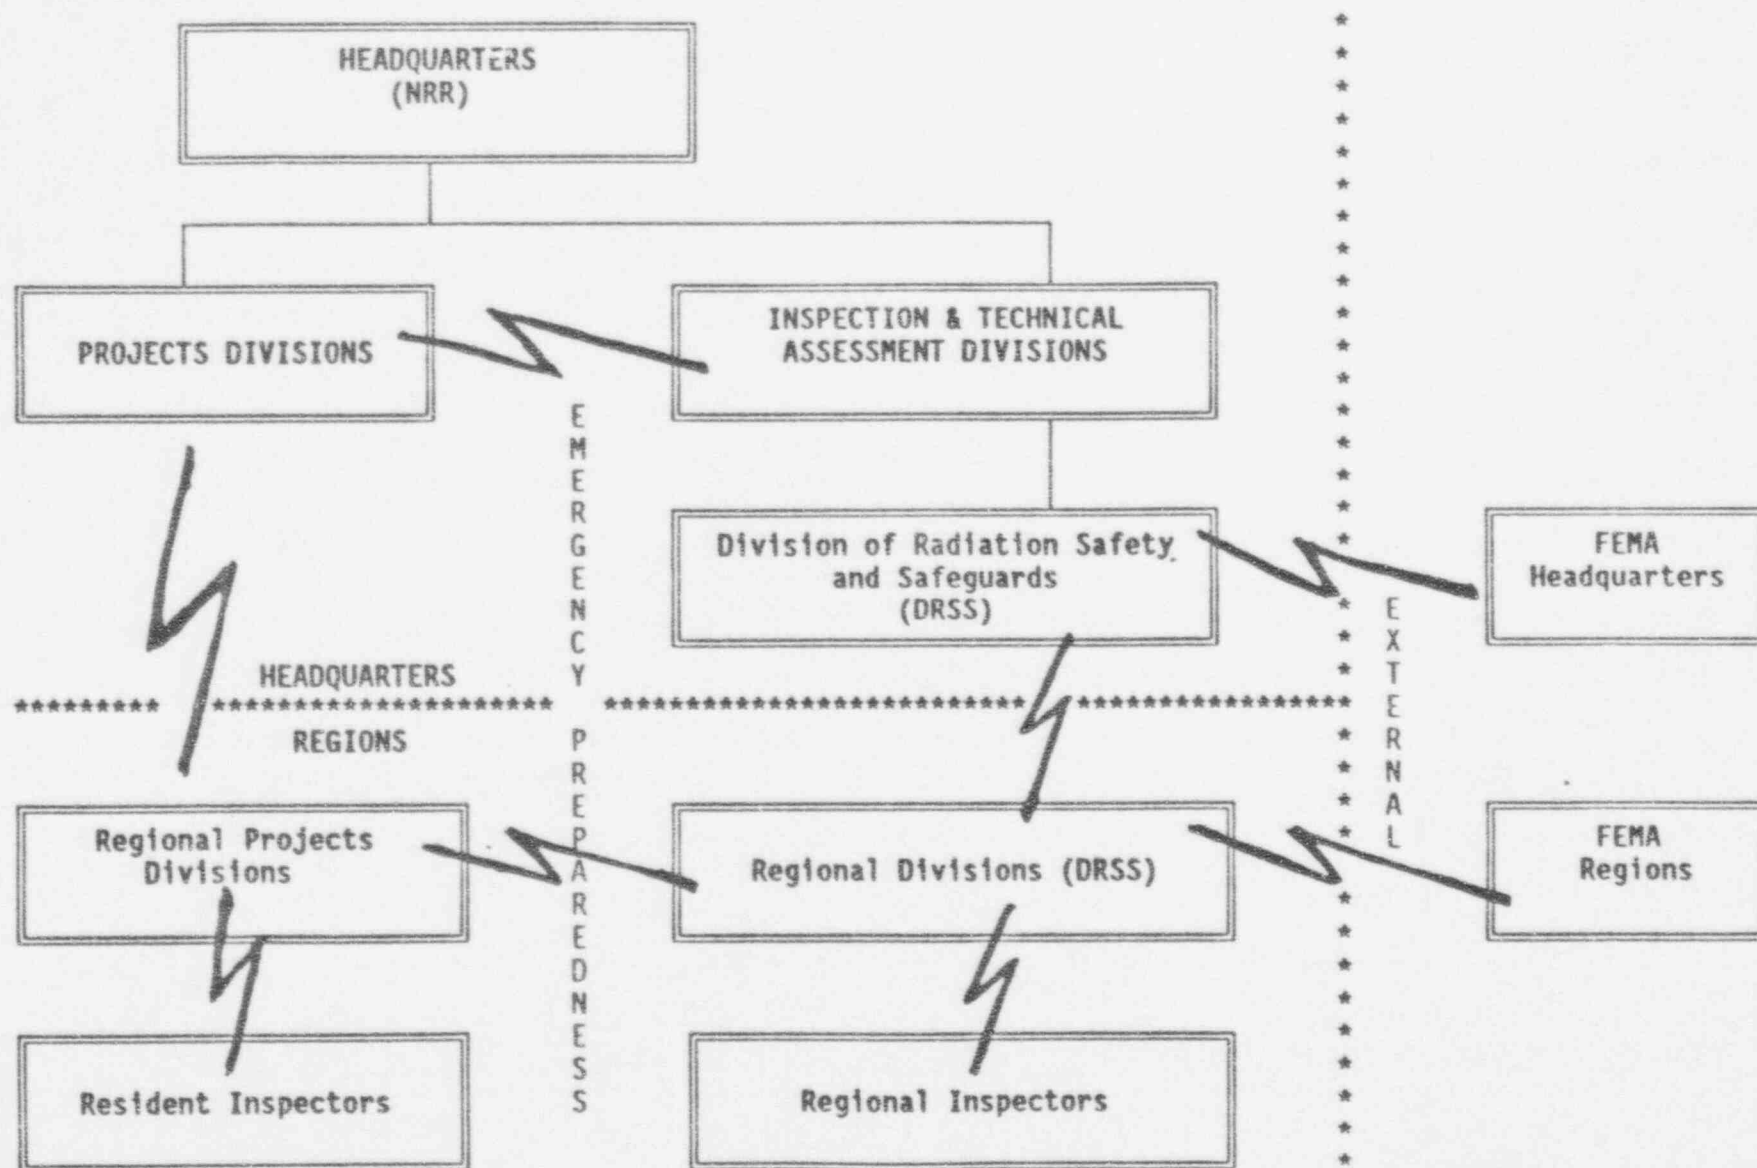 HEADQUARTERS
(NRR)
PROJECTS DIVISIONS
INSPECTION & TECHNICAL
ASSESSMENT DIVISIONS
EMERGENCY PREPAREDNESS
Division of Radiation Safety
and Safeguards
(DRSS)
FEMA
Headquarters
EXTERNAL
HEADQUARTERS
REGIONS
Regional Projects
Divisions
Regional Divisions (DRSS)
FEMA
Regions
Resident Inspectors
Regional Inspectors